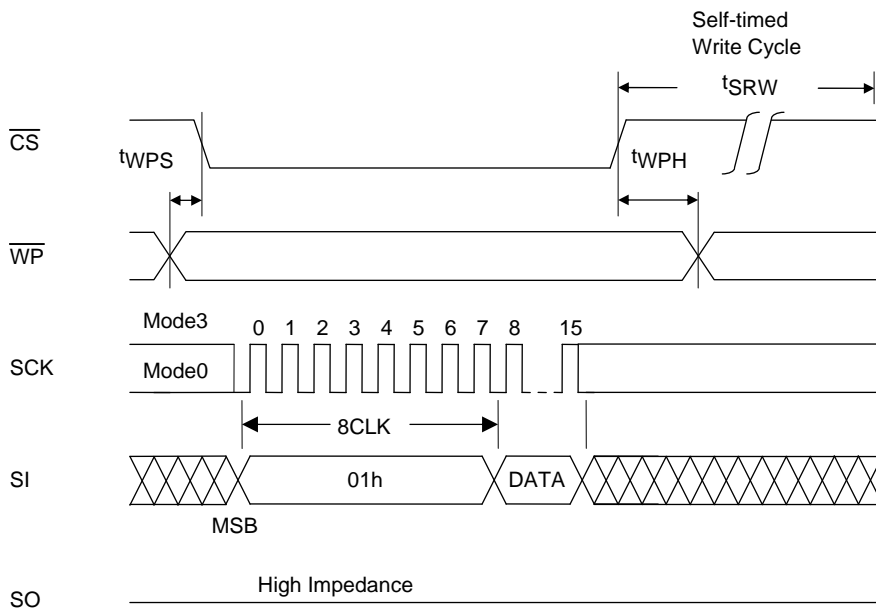 Self-timed
Write Cycle
tSRW
CS
tWPS
tWPH
WP
Mode3
0 1 2 3 4 5 6 7 8 15
SCK
Mode0
8CLK
SI
01h
DATA
MSB
High Impedance
SO